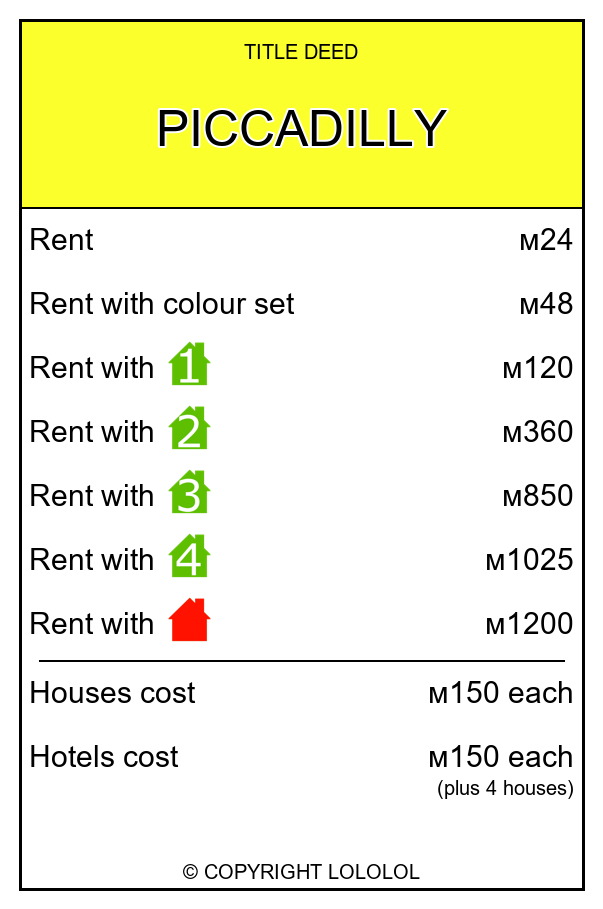 TITLE DEED
PICCADILLY
Rent м24
Rent with colour set м48
Rent with 1 м120
Rent with 2 м360
Rent with 3 м850
Rent with 4 м1025
Rent with м1200
Houses cost м150 each
Hotels cost м150 each
(plus 4 houses)
© COPYRIGHT LOLOLOL